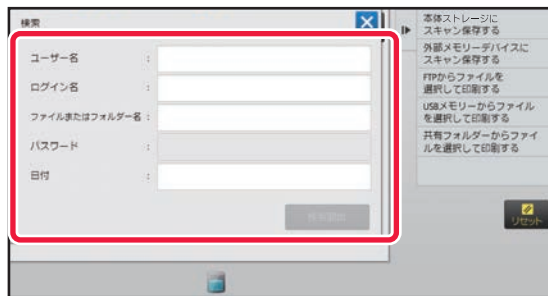 検索
ユーザー名 :
ログイン名 :
ファイルまたはフォルダー名 :
パスワード :
日付 :
検索開始
本体ストレージに
スキャン保存する
外部メモリーデバイスに
スキャン保存する
FTPからファイルを
選択して印刷する
USBメモリーからファイル
を選択して印刷する
共有フォルダーからファイ
ルを選択して印刷する
リセット